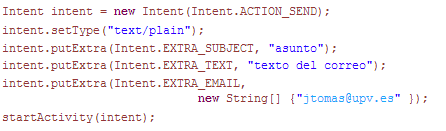 Intent intent = new Intent(Intent.ACTION_SEND);
intent.setType("text/plain");
intent.putExtra(Intent.EXTRA_SUBJECT, "asunto");
intent.putExtra(Intent.EXTRA_TEXT, "texto del correo");
intent.putExtra(Intent.EXTRA_EMAIL,
new String[] {"jtomas@upv.es" });
startActivity(intent);